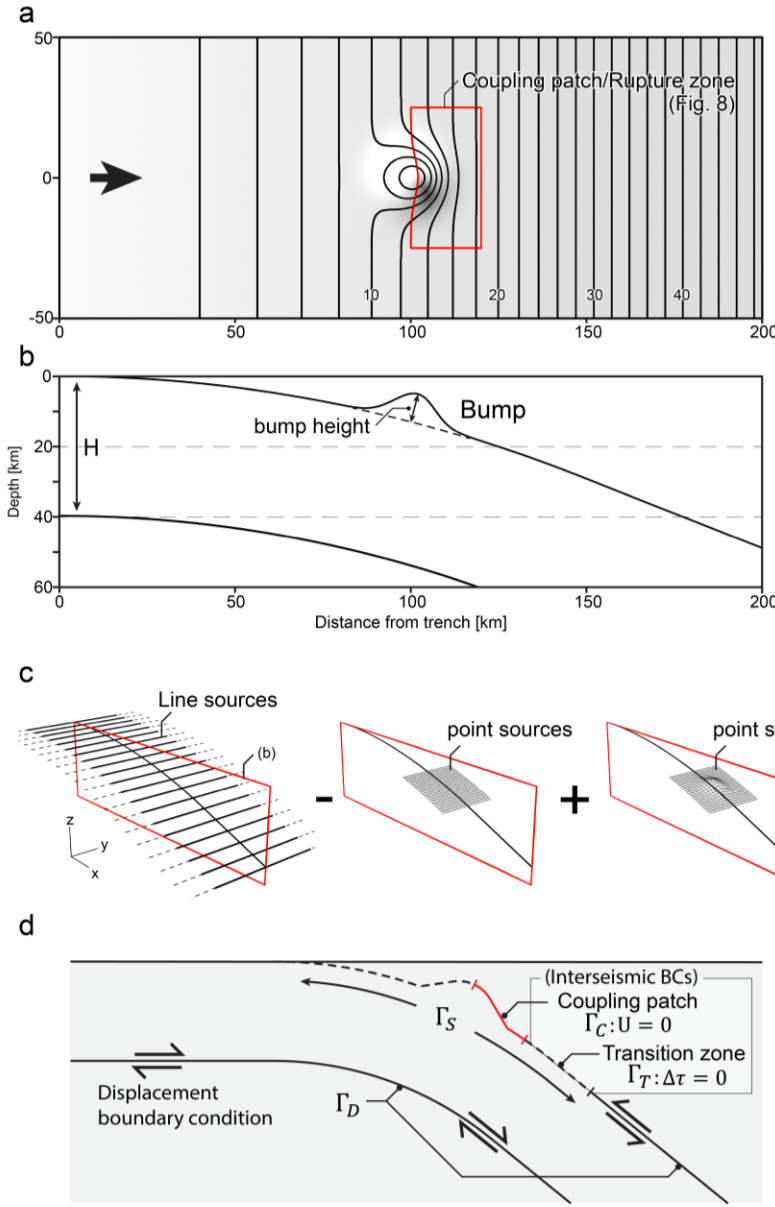 a
50
0
-50
Coupling patch/Rupture zone
(Fig. 8)
10
20
30
40
0
50
100
150
200
b
0
20
40
60
Depth [km]
H
bump height
Bump
0
50
100
150
200
Distance from trench [km]
c
Line sources
(b)
z
y
x
-
point sources
+
point s
d
(Interseismic BCs)
Coupling patch
Γ_C: U = 0
Transition zone
Γ_T: Δτ = 0
Γ_S
Displacement
boundary condition
Γ_D